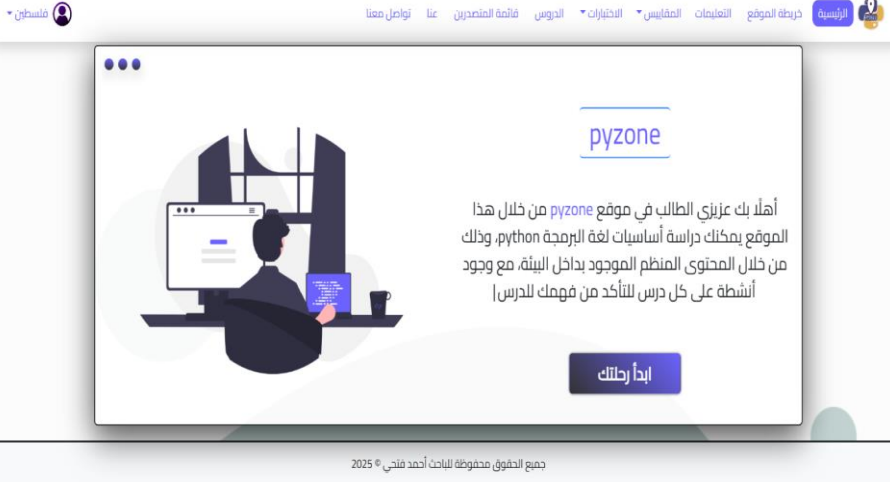 الرئيسية
خريطة الموقع
التعليمات
المقاييس
الاختبارات
الدروس
قائمة المتصدرين
عنا
تواصل معنا
فلسطين
pyzone
أهلًا بك عزيزي الطالب في موقع pyzone من خلال هذا
الموقع يمكنك دراسة أساسيات لغة البرمجة python، وذلك
من خلال المحتوى المنظم الموجود بداخل البيئة، مع وجود
أنشطة على كل درس للتأكد من فهمك للدرس|
ابدأ رحلتك
جميع الحقوق محفوظة للباحث أحمد فتحي © 2025